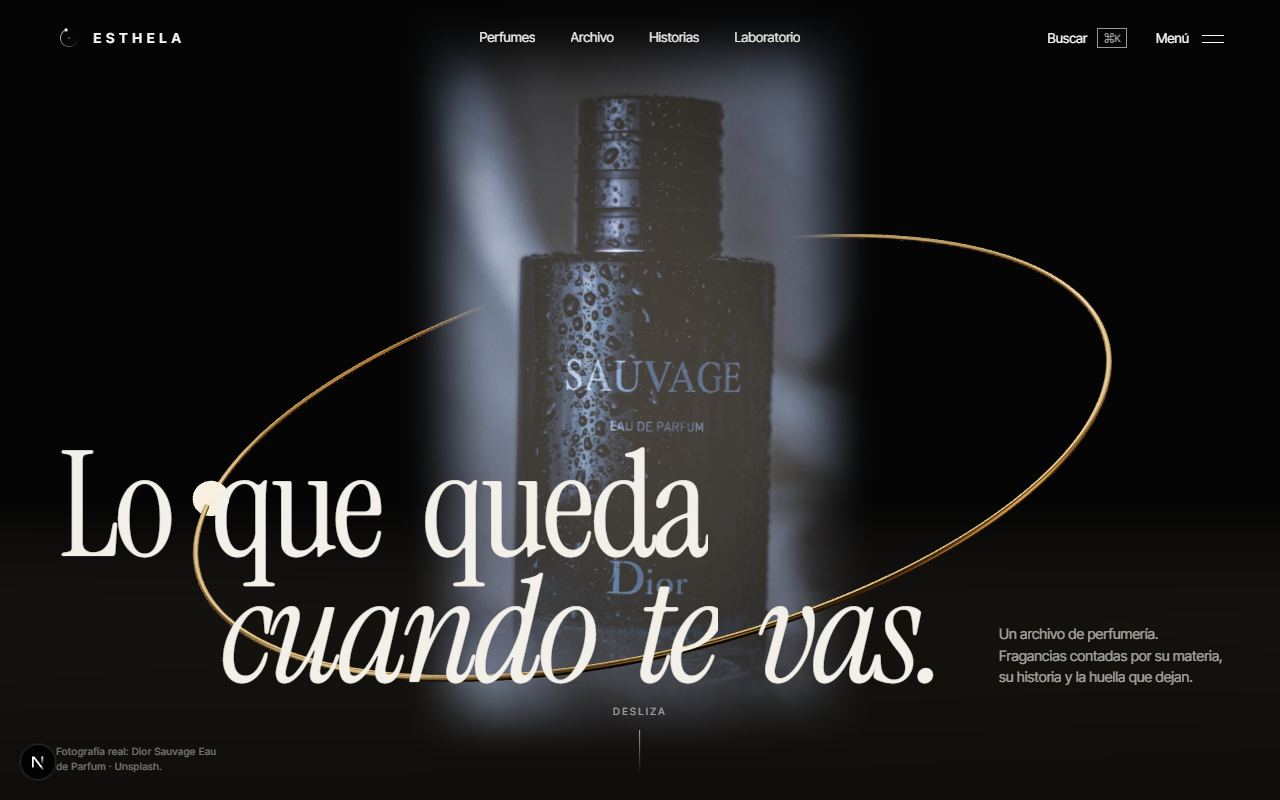 ESTHELA
Perfumes
Archivo
Historias
Laboratorio
Buscar
⌘K
Menú
SAUVAGE
EAU DE PARFUM
Dior
Lo que queda
cuando te vas.
Un archivo de perfumería.
Fragancias contadas por su materia,
su historia y la huella que dejan.
DESLIZA
N
Fotografía real: Dior Sauvage Eau
de Parfum · Unsplash.